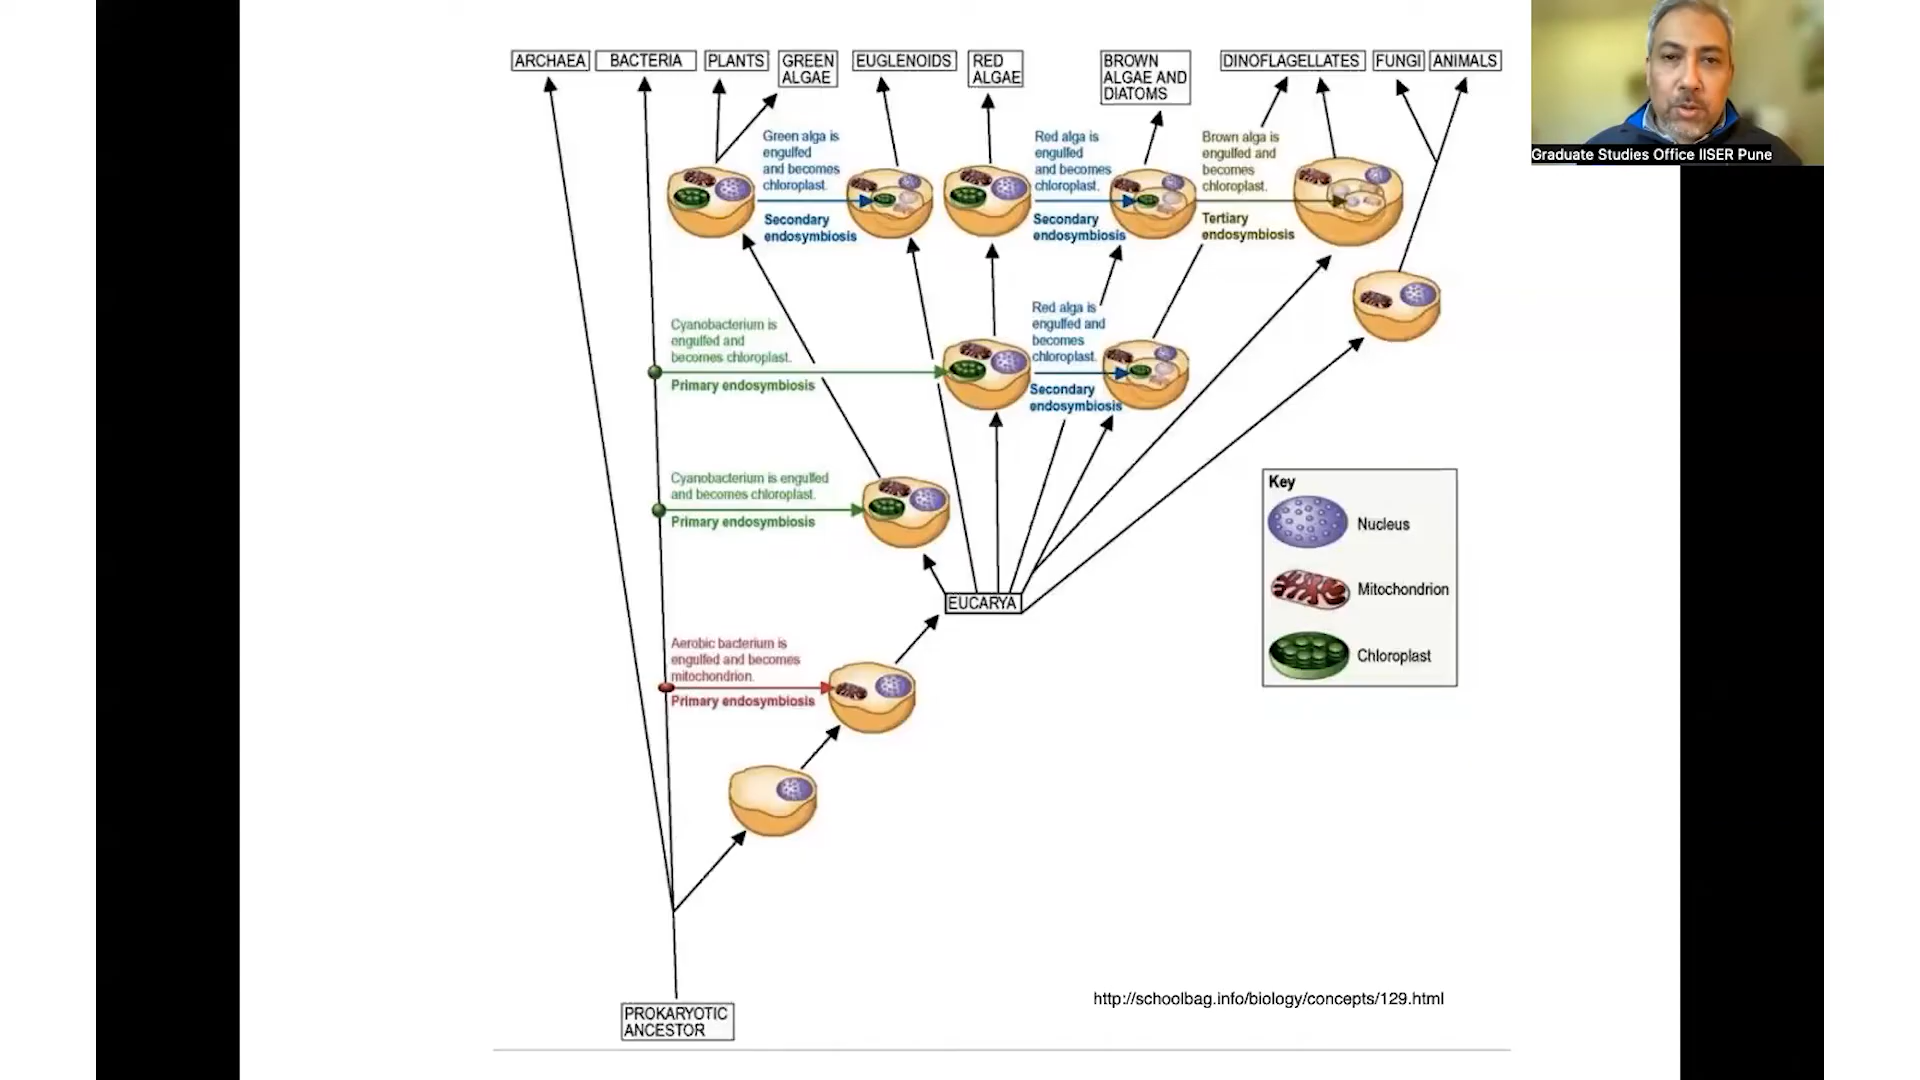 ARCHAEA
BACTERIA
PLANTS
GREEN
ALGAE
EUGLENOIDS
RED
ALGAE
BROWN
ALGAE AND
DIATOMS
DINOFLAGELLATES
FUNGI
ANIMALS
Graduate Studies Office IISER Pune
Green alga is
engulfed
and becomes
chloroplast.
Secondary
endosymbiosis
Red alga is
engulfed
and becomes
chloroplast.
Secondary
endosymbiosis
Brown alga is
engulfed and
becomes
chloroplast.
Tertiary
endosymbiosis
Cyanobacterium is
engulfed and
becomes chloroplast.
Primary endosymbiosis
Red alga is
engulfed and
becomes
chloroplast.
Secondary
endosymbiosis
Cyanobacterium is engulfed
and becomes chloroplast.
Primary endosymbiosis
Key
Nucleus
Mitochondrion
Chloroplast
EUCARYA
Aerobic bacterium is
engulfed and becomes
mitochondrion.
Primary endosymbiosis
PROKARYOTIC
ANCESTOR
http://schoolbag.info/biology/concepts/129.html